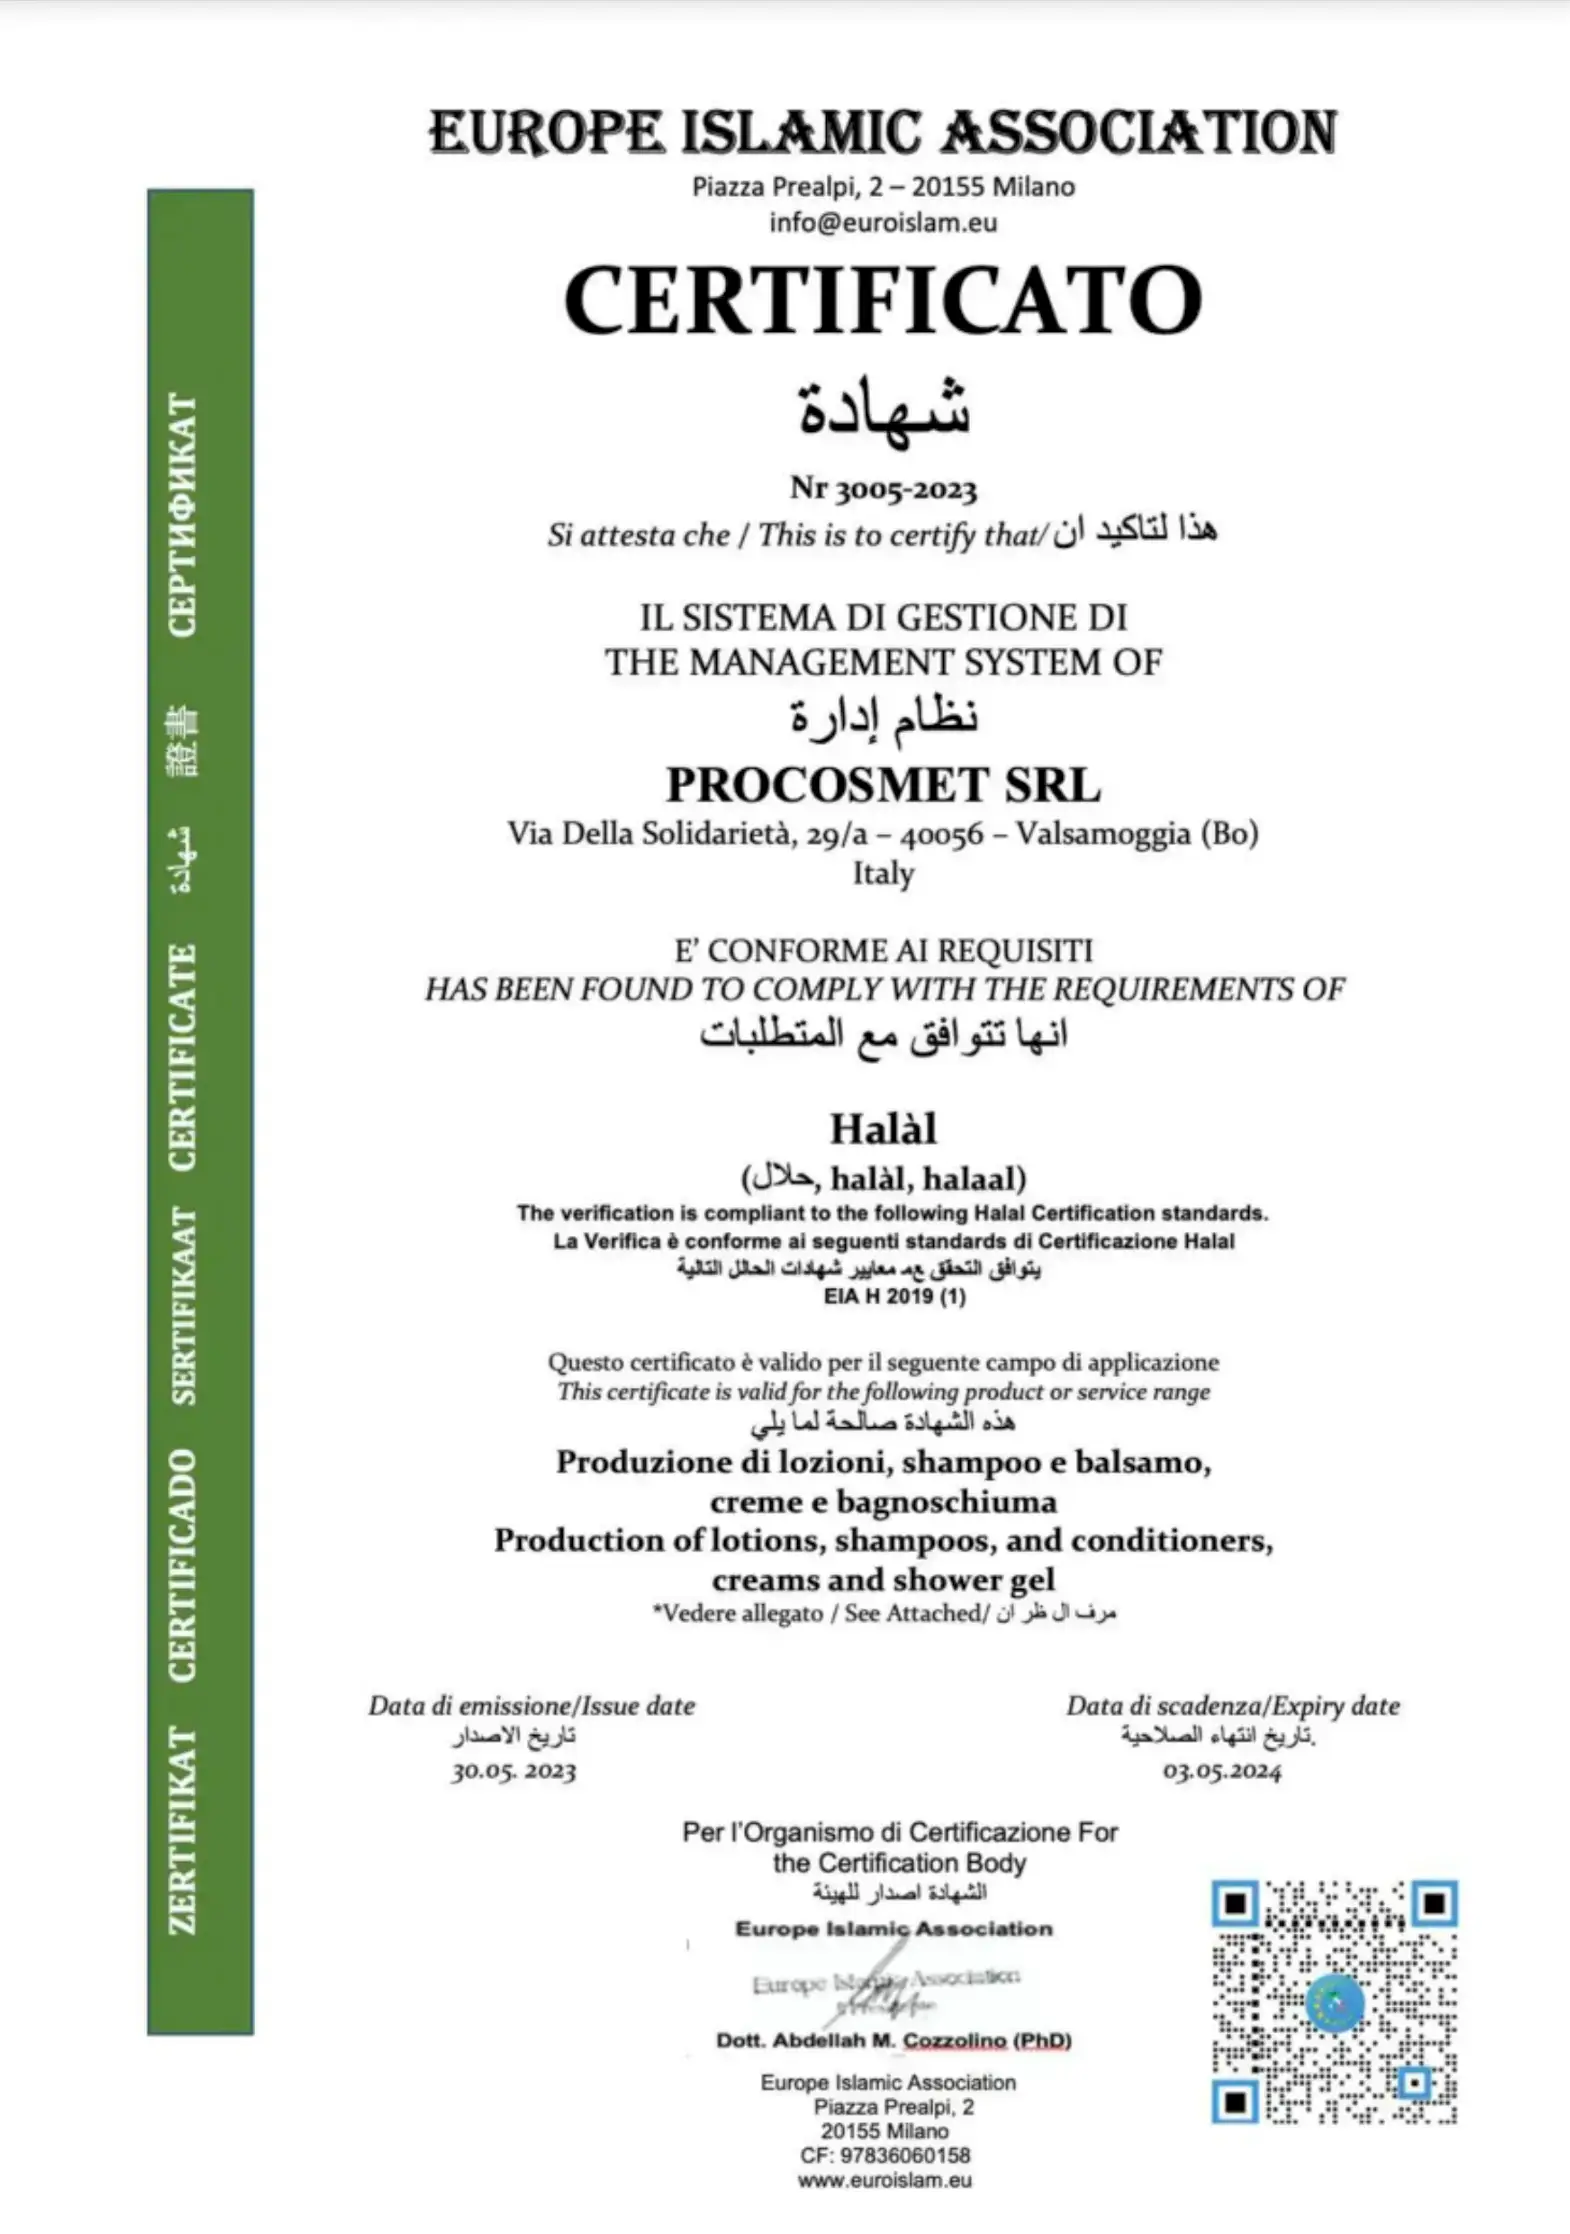 EUROPE ISLAMIC ASSOCIATION
Piazza Prealpi, 2 – 20155 Milano
info@euroislam.eu
CERTIFICATO
شهادة
Nr 3005-2023
Si attesta che / This is to certify that/ هذا لتاكيد ان
IL SISTEMA DI GESTIONE DI
THE MANAGEMENT SYSTEM OF
نظام إدارة
PROCOSMET SRL
Via Della Solidarietà, 29/a – 40056 – Valsamoggia (Bo)
Italy
E' CONFORME AI REQUISITI
HAS BEEN FOUND TO COMPLY WITH THE REQUIREMENTS OF
انها تتوافق مع المتطلبات
Halàl
(حلال, halàl, halaal)
The verification is compliant to the following Halal Certification standards.
La Verifica è conforme ai seguenti standards di Certificazione Halal
يتوافق التحقق عم معايير شهادات الحالل التالية
EIA H 2019 (1)
Questo certificato è valido per il seguente campo di applicazione
This certificate is valid for the following product or service range
هذه الشهادة صالحة لما يلي
Produzione di lozioni, shampoo e balsamo,
creme e bagnoschiuma
Production of lotions, shampoos, and conditioners,
creams and shower gel
*Vedere allegato / See Attached/ مرف ال ظر ان
Data di emissione/Issue date
تاريخ الاصدار
30.05. 2023
Data di scadenza/Expiry date
تاريخ انتهاء الصلاحية.
03.05.2024
Per l'Organismo di Certificazione For
the Certification Body
الشهادة اصدار للهيئة
Europe Islamic Association
Europe Islamic Association
Dott. Abdellah M. Cozzolino (PhD)
Europe Islamic Association
Piazza Prealpi, 2
20155 Milano
CF: 97836060158
www.euroislam.eu
ZERTIFIKAT CERTIFICADO SERTIFIKAAT CERTIFICATE شهادة 證書 СЕРТИФИКАТ